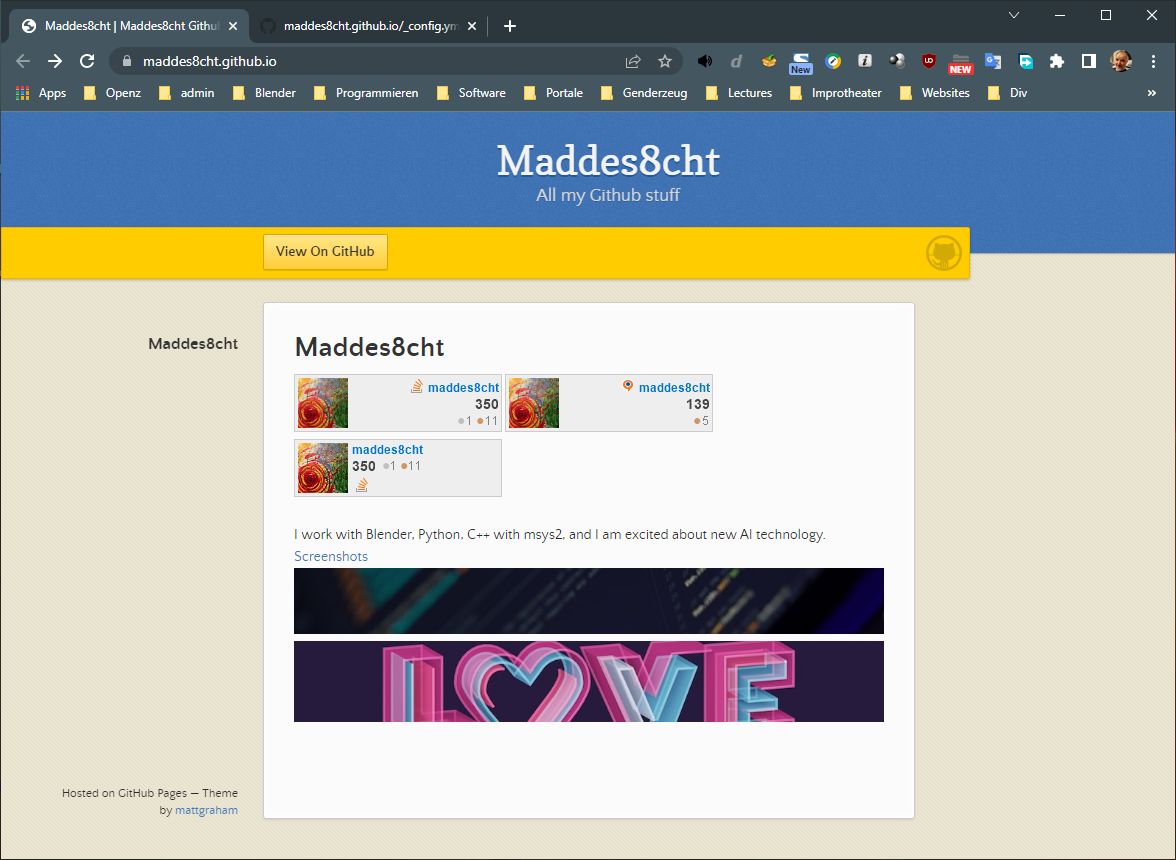 Maddes8cht | Maddes8cht Github
maddes8cht.github.io/_config.ym
maddes8cht.github.io
New
NEW
Apps
Openz
admin
Blender
Programmieren
Software
Portale
Genderzeug
Lectures
Improtheater
Websites
Div
»
Maddes8cht
All my Github stuff
View On GitHub
Maddes8cht
Maddes8cht
maddes8cht
350
1 11
maddes8cht
139
5
maddes8cht
350 1 11
I work with Blender, Python, C++ with msys2, and I am excited about new AI technology.
Screenshots
LOVE
Hosted on GitHub Pages — Theme
by mattgraham